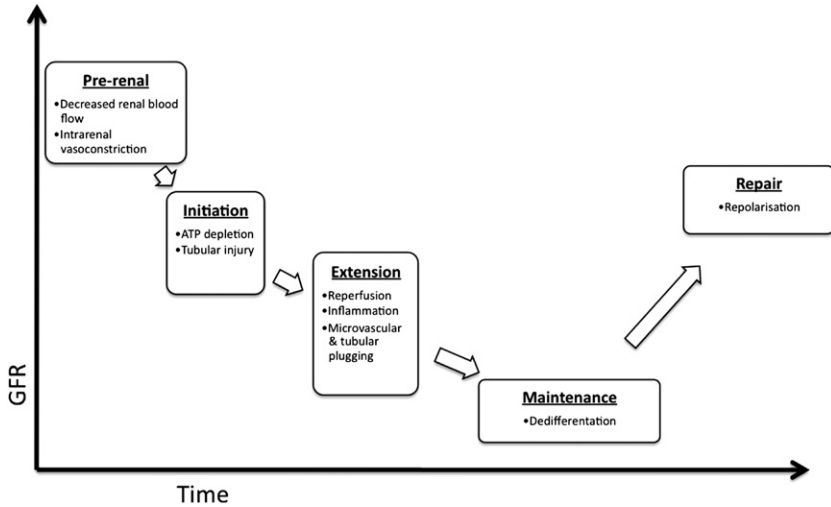 Pre-renal
•Decreased renal blood
flow
•Intrarenal
vasoconstriction
Initiation
•ATP depletion
•Tubular injury
Extension
•Reperfusion
•Inflammation
•Microvascular
& tubular
plugging
Maintenance
•Dedifferentation
Repair
•Repolarisation
GFR
Time